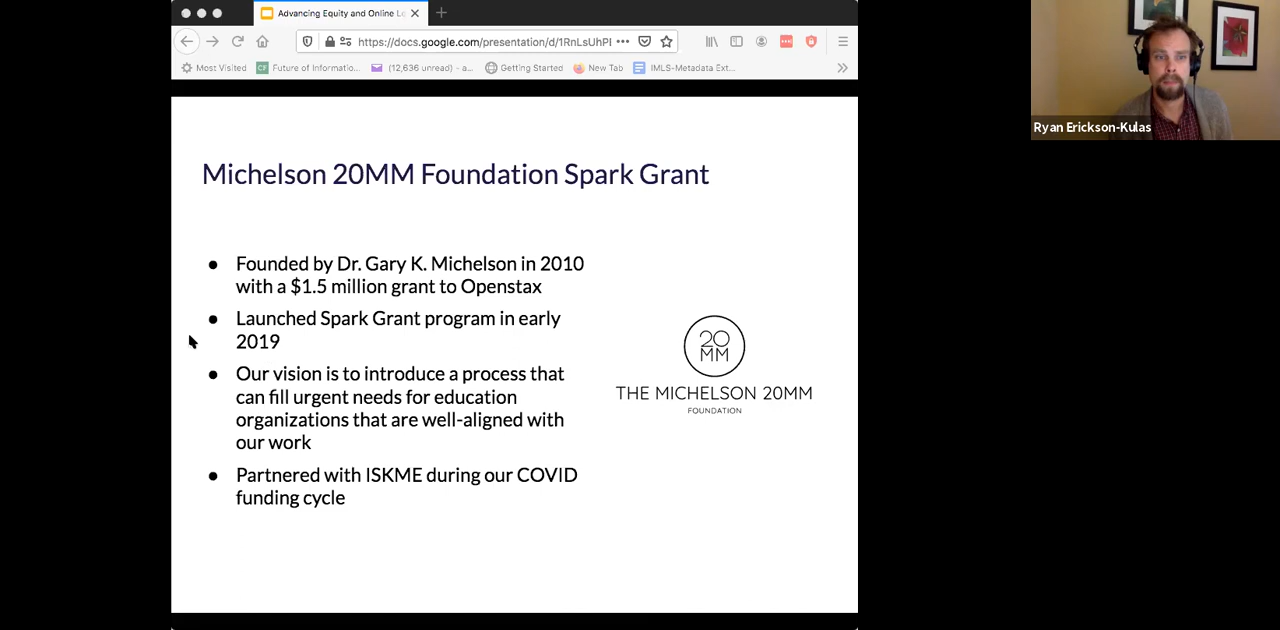 Advancing Equity and Online Le
https://docs.google.com/presentation/d/1RnLsUhPl
Most Visited
Future of Informatio...
(12,636 unread) - a...
Getting Started
New Tab
IMLS-Metadata Ext...
Ryan Erickson-Kulas
Michelson 20MM Foundation Spark Grant
● Founded by Dr. Gary K. Michelson in 2010
with a $1.5 million grant to Openstax
● Launched Spark Grant program in early
2019
● Our vision is to introduce a process that
can fill urgent needs for education
organizations that are well-aligned with
our work
● Partnered with ISKME during our COVID
funding cycle
20
MM
THE MICHELSON 20MM
FOUNDATION